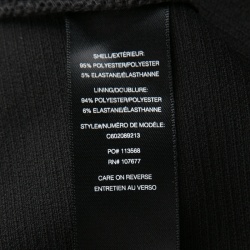 SHELL/EXTÉRIEUR:
95% POLYESTER/POLYESTER
5% ELASTANE/ÉLASTHANNE
LINING/DOUBLURE:
94% POLYESTER/POLYESTER
6% ELASTANE/ÉLASTHANNE
STYLE#/NUMÉRO DE MODÈLE:
C602089213
PO# 113568
RN# 107677
CARE ON REVERSE
ENTRETIEN AU VERSO